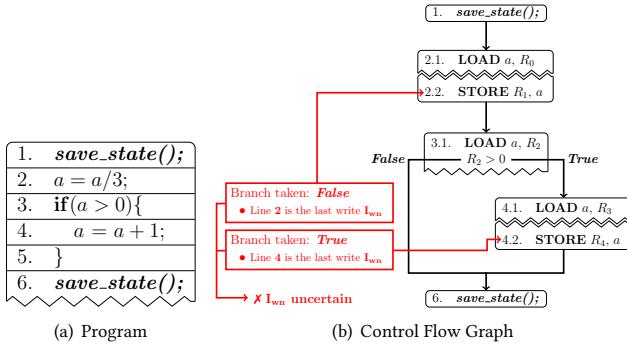 1. save_state();
2. a = a/3;
3. if(a > 0){
4. a = a + 1;
5. }
6. save_state();
(a) Program
1. save_state();
2.1. LOAD a, R0
2.2. STORE R1, a
3.1. LOAD a, R2
False R2 > 0 True
Branch taken: False
• Line 2 is the last write Iwn
Branch taken: True
• Line 4 is the last write Iwn
✗ Iwn uncertain
4.1. LOAD a, R3
4.2. STORE R4, a
6. save_state();
(b) Control Flow Graph